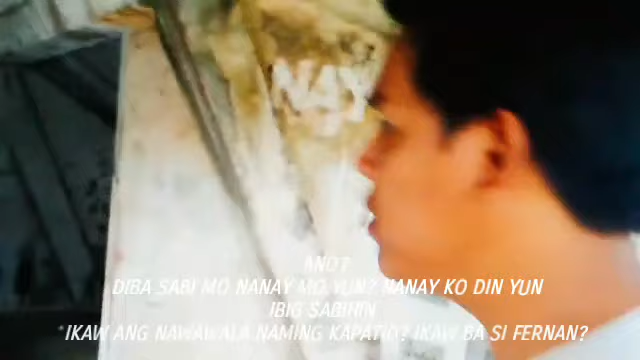 NAY
ANO?
DIBA SABI MO NANAY MO YUN? NANAY KO DIN YUN
IBIG SABIHIN
"IKAW ANG NAWAWALA NAMING KAPATID? IKAW BA SI FERNAN?